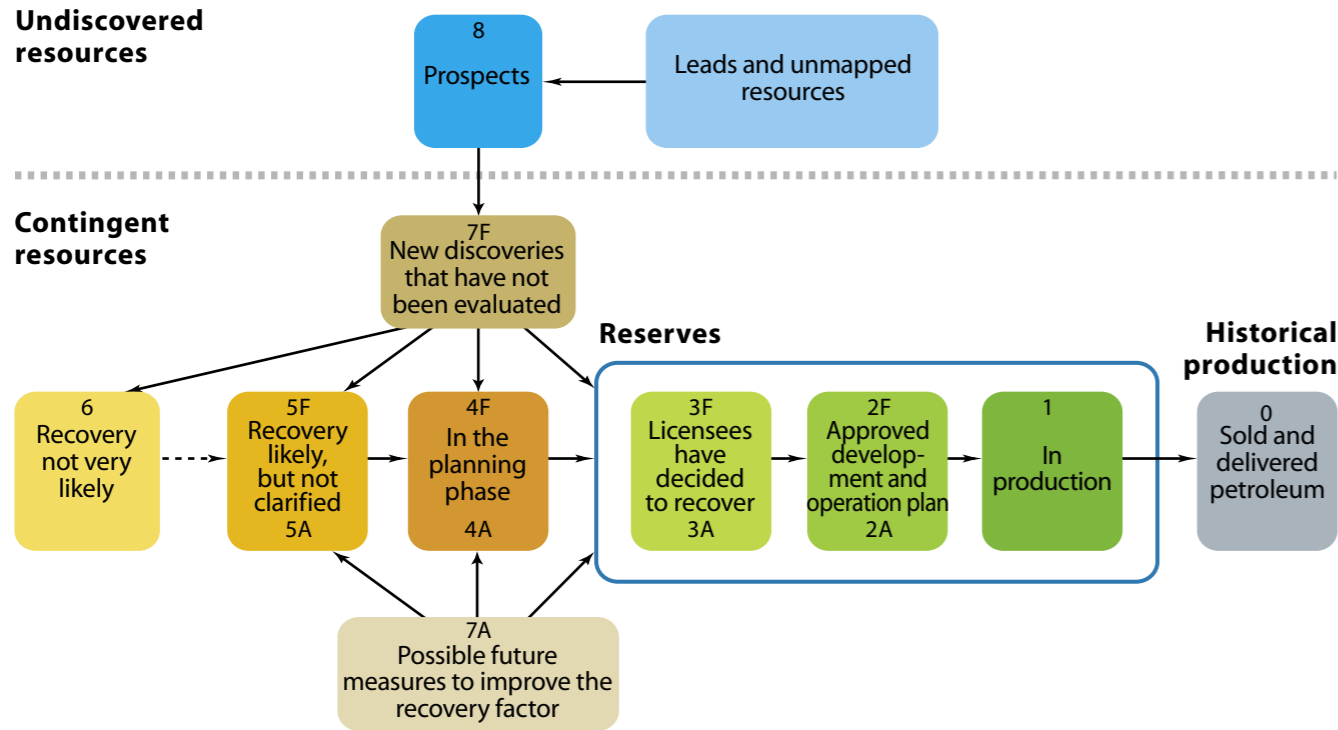 Undiscovered
resources
8
Prospects
Leads and unmapped
resources
Contingent
resources
7F
New discoveries
that have not
been evaluated
Reserves
Historical
production
6
Recovery
not very
likely
5F
Recovery
likely,
but not
clarified
5A
4F
In the
planning
phase
4A
3F
Licensees
have
decided
to recover
3A
2F
Approved
develop-
ment and
operation plan
2A
1
In
production
0
Sold and
delivered
petroleum
7A
Possible future
measures to improve the
recovery factor